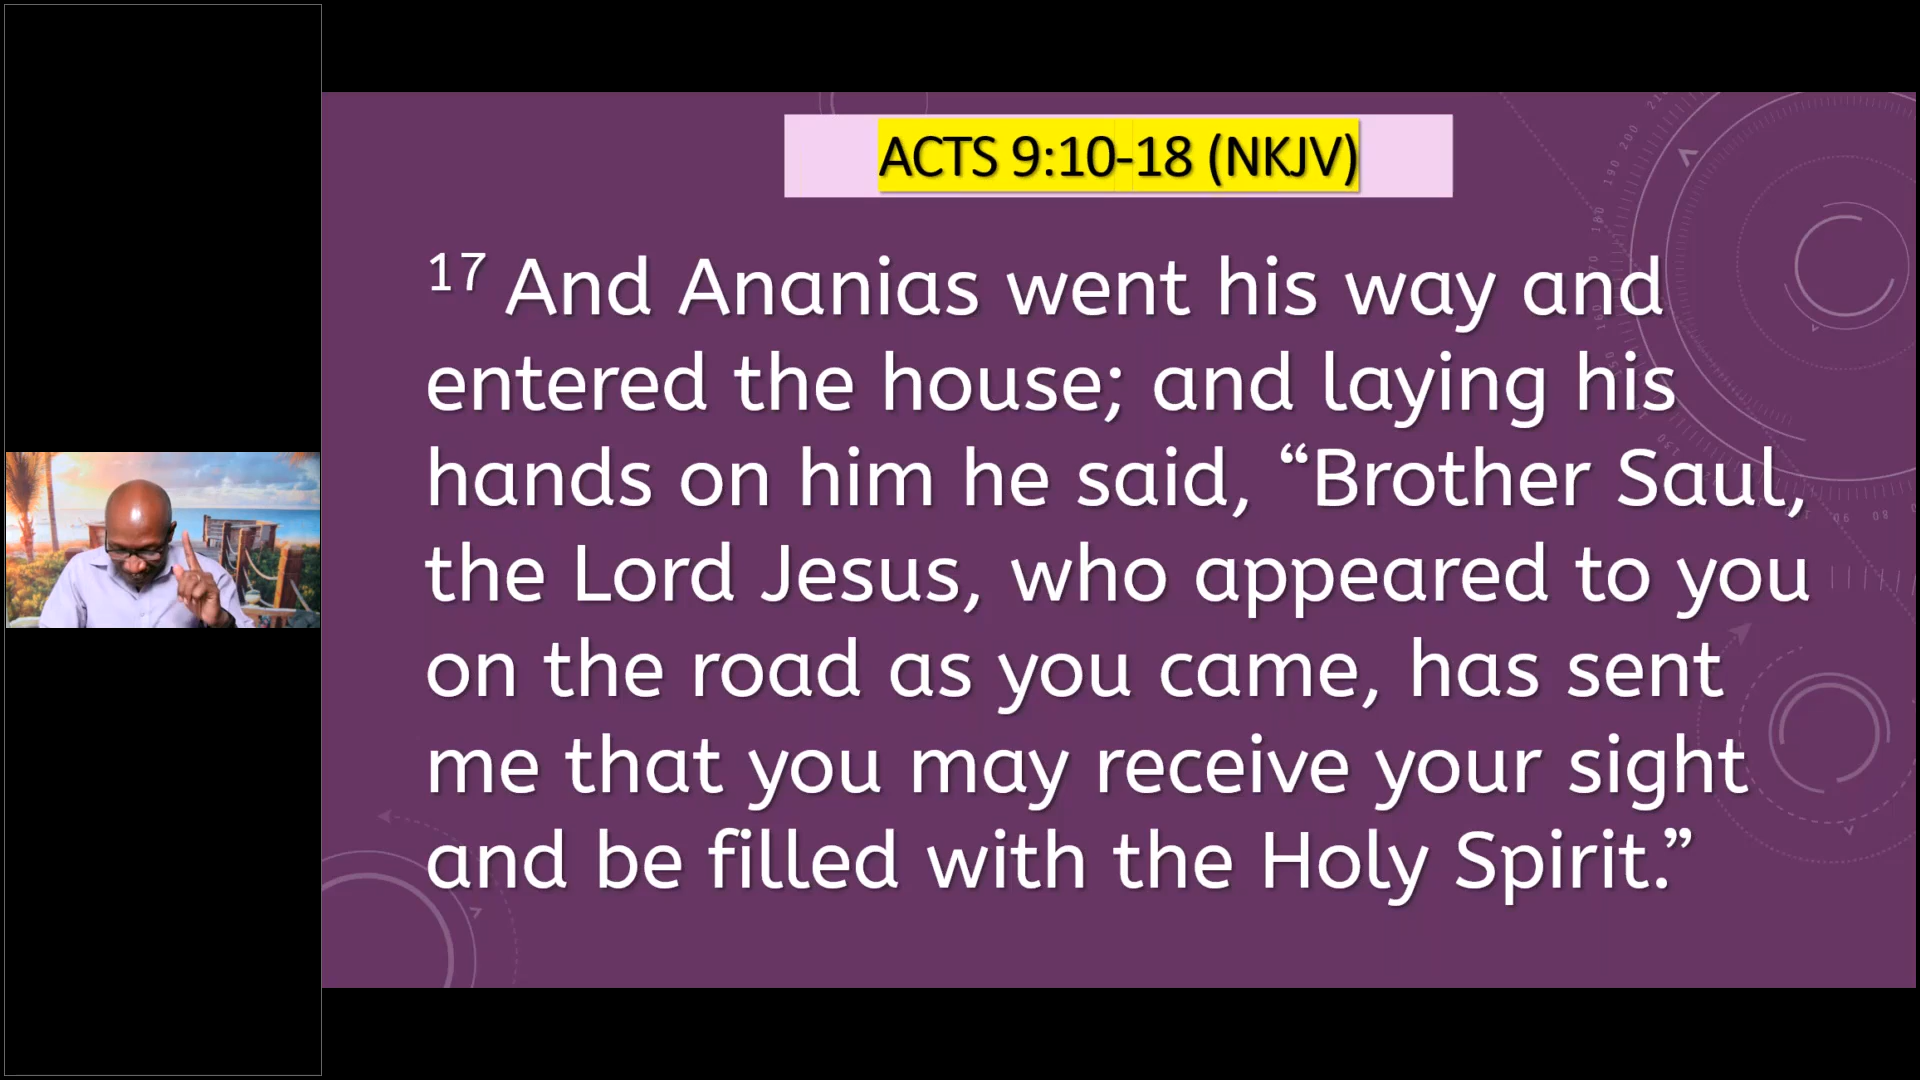 ACTS 9:10-18 (NKJV)
17 And Ananias went his way and
entered the house; and laying his
hands on him he said, “Brother Saul,
the Lord Jesus, who appeared to you
on the road as you came, has sent
me that you may receive your sight
and be filled with the Holy Spirit.”